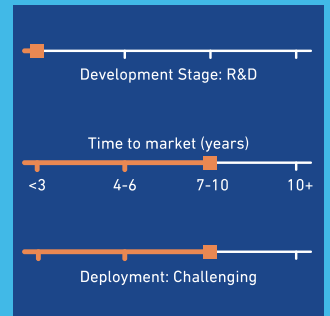 Development Stage: R&D
Time to market (years)
<3 4-6 7-10 10+
Deployment: Challenging